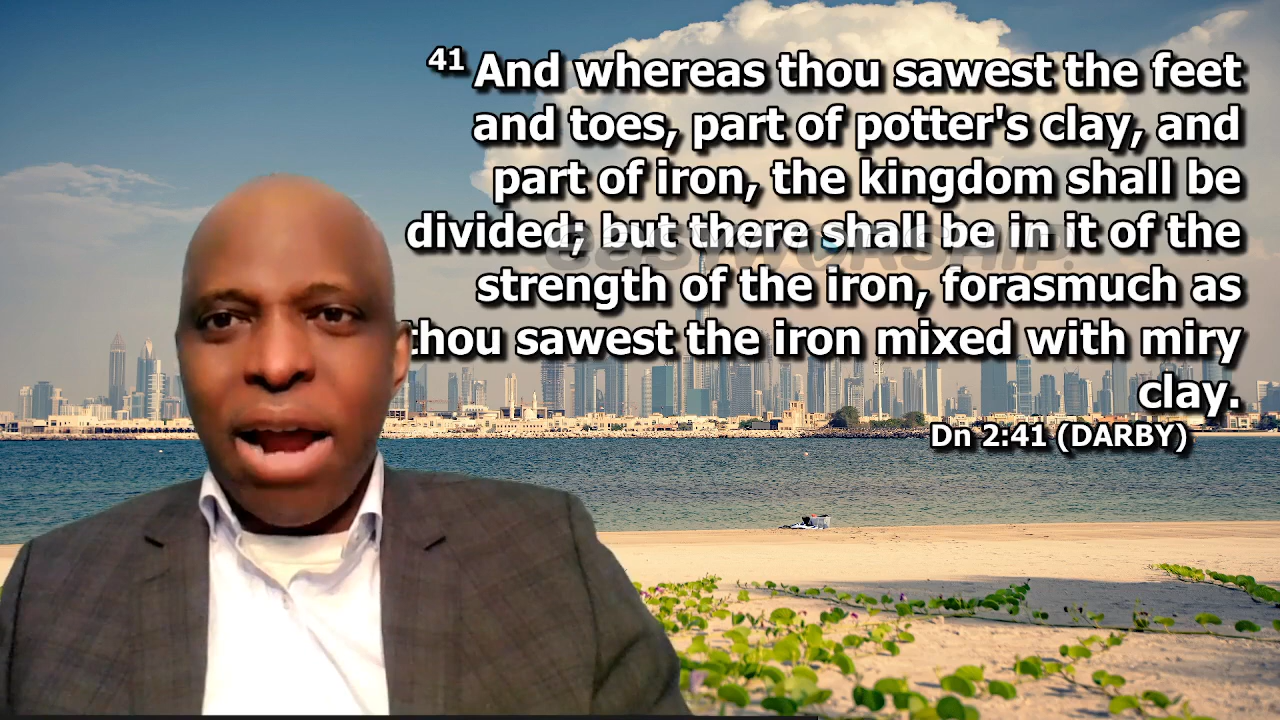 41 And whereas thou sawest the feet
and toes, part of potter's clay, and
part of iron, the kingdom shall be
divided; but there shall be in it of the
strength of the iron, forasmuch as
thou sawest the iron mixed with miry
clay.
Dn 2:41 (DARBY)
easyworship.